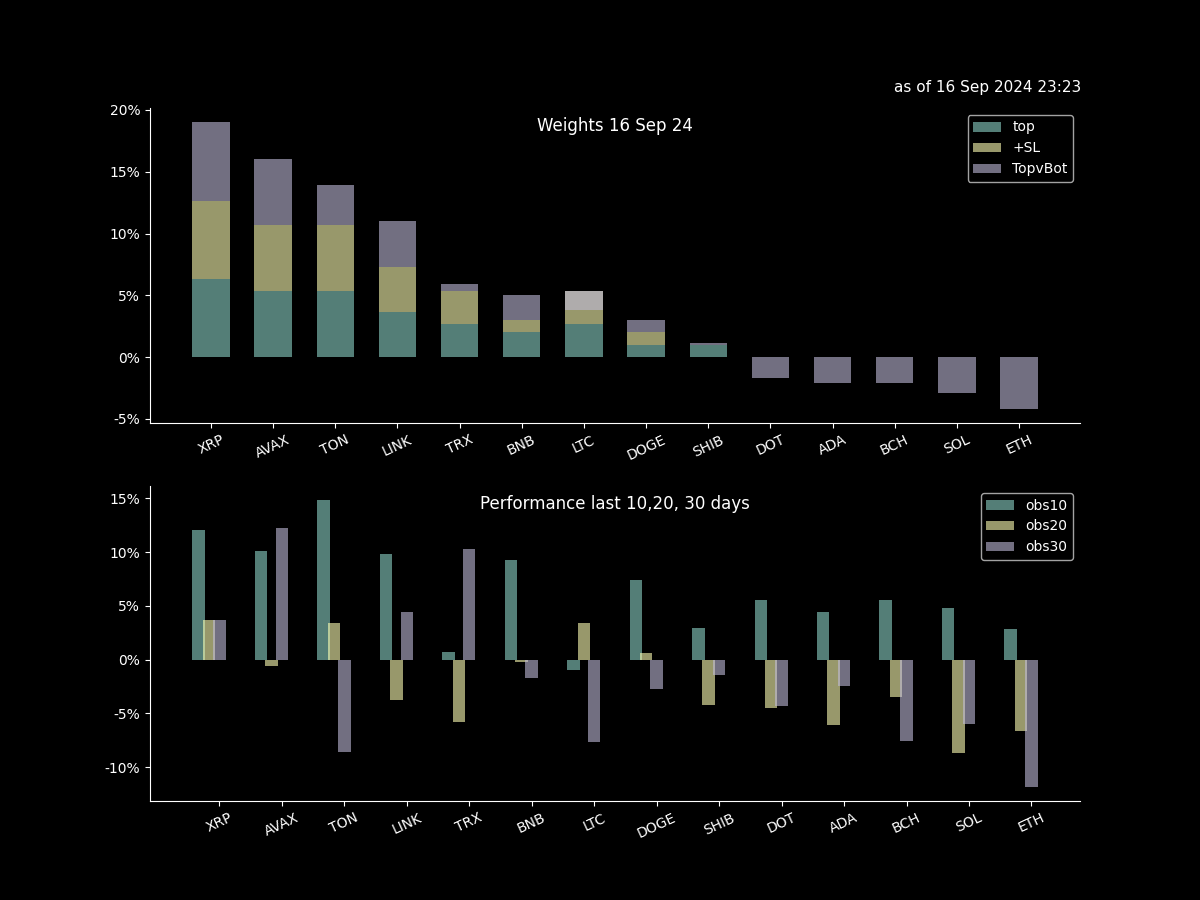 as of 16 Sep 2024 23:23
Weights 16 Sep 24
top
+SL
TopvBot
20%
15%
10%
5%
0%
-5%
XRP AVAX TON LINK TRX BNB LTC DOGE SHIB DOT ADA BCH SOL ETH
Performance last 10,20, 30 days
obs10
obs20
obs30
15%
10%
5%
0%
-5%
-10%
XRP AVAX TON LINK TRX BNB LTC DOGE SHIB DOT ADA BCH SOL ETH